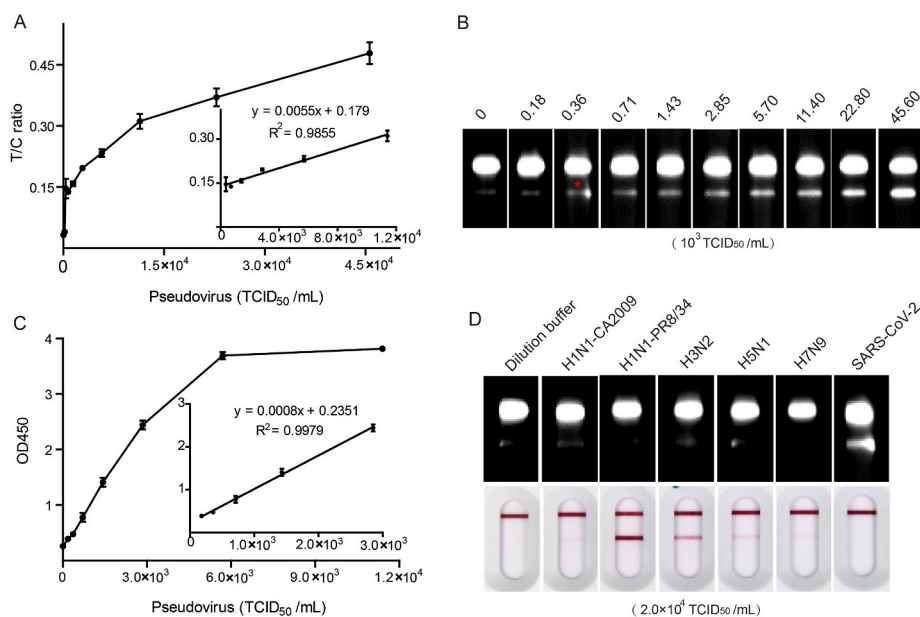 A
T/C ratio
0.45
0.30
0.15
0
0
1.5×10⁴
3.0×10⁴
4.5×10⁴
Pseudovirus (TCID₅₀ /mL)
y = 0.0055x + 0.179
R² = 0.9855
0.30
0.15
0
4.0×10³
8.0×10³
1.2×10⁴
B
0
0.18
0.36
0.71
1.43
2.85
5.70
11.40
22.80
45.60
*
( 10³ TCID₅₀ /mL)
C
OD450
4
3
2
1
0
0
3.0×10³
6.0×10³
9.0×10³
1.2×10⁴
Pseudovirus (TCID₅₀ /mL)
y = 0.0008x + 0.2351
R² = 0.9979
3
2
1
0
1.0×10³
2.0×10³
3.0×10³
D
Dilution buffer
H1N1-CA2009
H1N1-PR8/34
H3N2
H5N1
H7N9
SARS-CoV-2
( 2.0×10⁴ TCID₅₀ /mL)